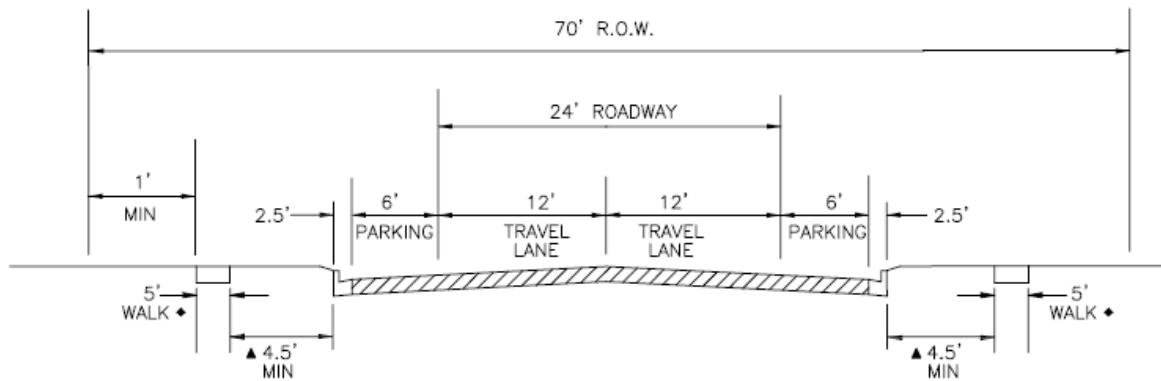 70' R.O.W.
24' ROADWAY
1'
MIN
2.5'
6'
PARKING
12'
TRAVEL
LANE
12'
TRAVEL
LANE
6'
PARKING
2.5'
5'
WALK ◆
▲ 4.5'
MIN
▲ 4.5'
MIN
5'
WALK ◆